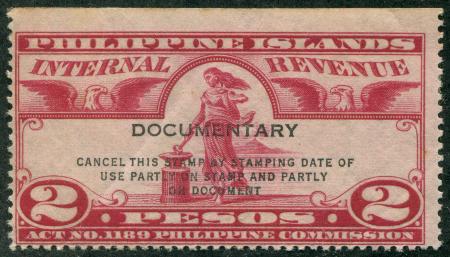 PHILIPPINE ISLANDS
INTERNAL REVENUE
DOCUMENTARY
CANCEL THIS STAMP BY STAMPING DATE OF
USE PARTLY ON STAMP AND PARTLY
ON DOCUMENT
2 PESOS 2
ACT NO. 1189 PHILIPPINE COMMISSION